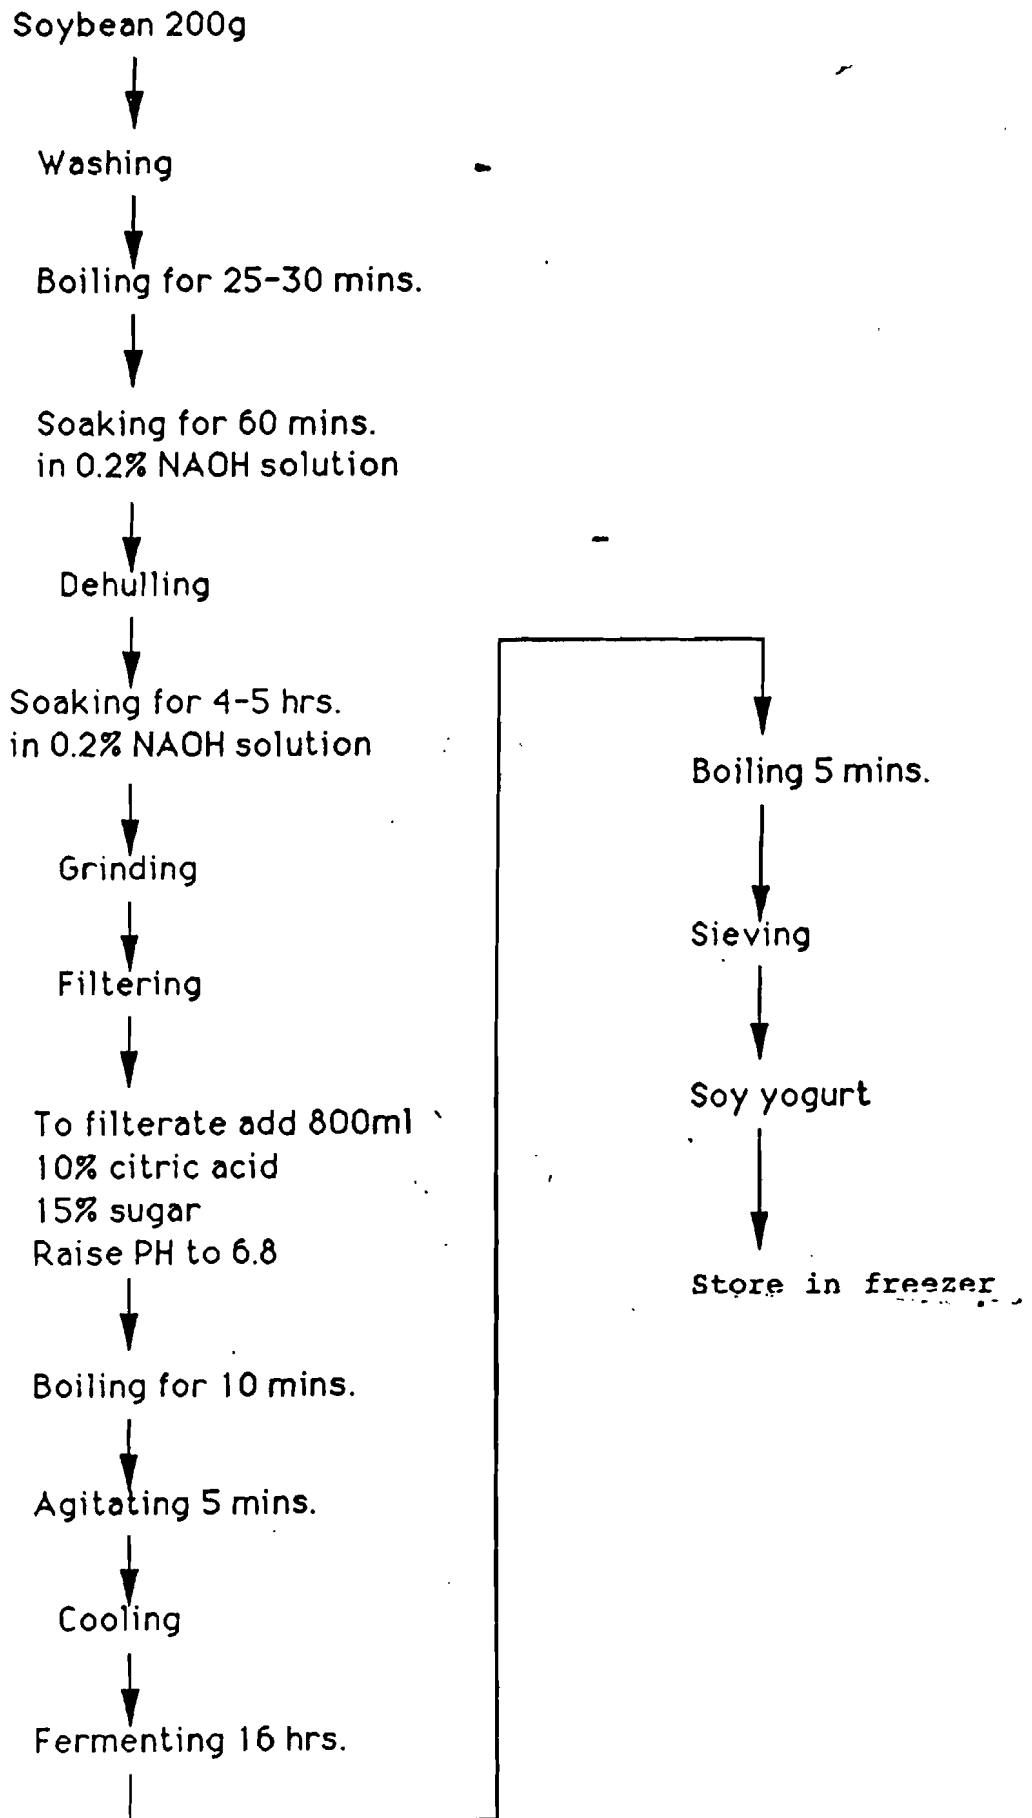 Soybean 200g
Washing
Boiling for 25-30 mins.
Soaking for 60 mins.
in 0.2% NAOH solution
Dehulling
Soaking for 4-5 hrs.
in 0.2% NAOH solution
Grinding
Filtering
To filterate add 800ml
10% citric acid
15% sugar
Raise PH to 6.8
Boiling for 10 mins.
Agitating 5 mins.
Cooling
Fermenting 16 hrs.
Boiling 5 mins.
Sieving
Soy yogurt
Store in freezer